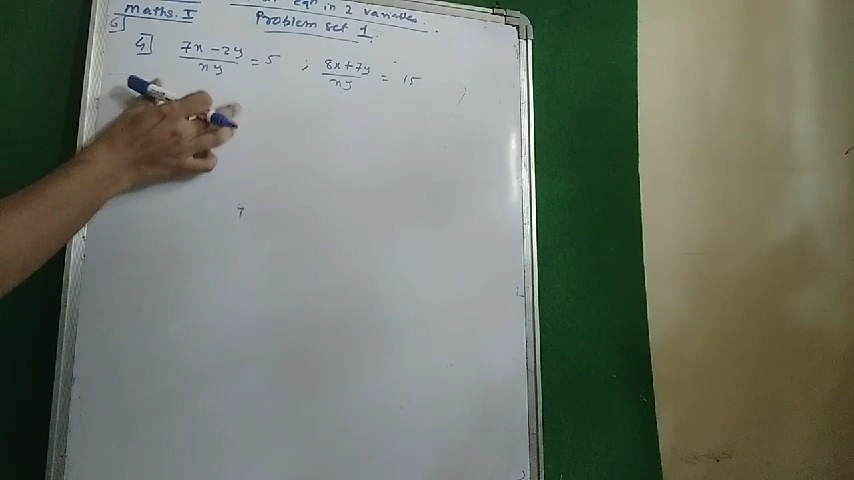 Maths.I
eqn in 2 variables.
Problem set 1.
6]
4] 7x-2y/xy = 5 ; 8x+7y/xy = 15